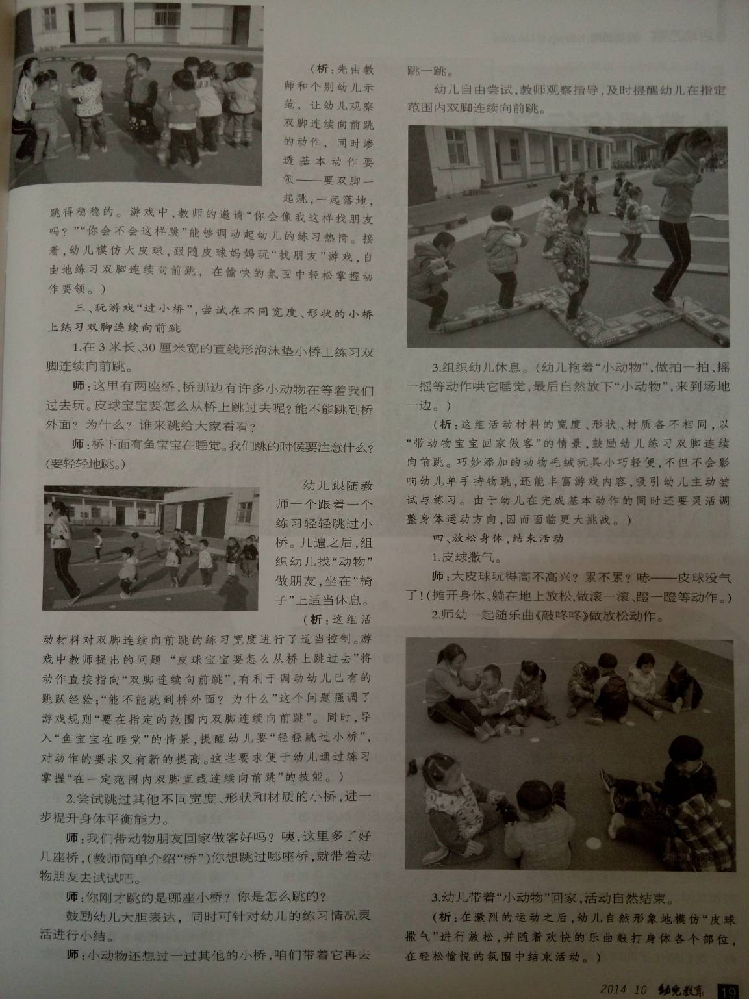 (析:先由教
师和个别幼儿示
范，让幼儿观察
双脚连续向前跳
的动作，同时渗
透基本动作要
领——要双脚一
起跳,一起落地,
跳得稳稳的。游戏中,教师的邀请“你会像我这样找朋友
吗？”“你会不会这样跳”能够调动起幼儿的练习热情。接
着,幼儿模仿大皮球,跟随皮球妈妈玩“找朋友”游戏,自
由地练习双脚连续向前跳，在愉快的氛围中轻松掌握动
作要领。)
三、玩游戏“过小桥”,尝试在不同宽度、形状的小桥
上练习双脚连续向前跳
1.在3米长、30厘米宽的直线形泡沫垫小桥上练习双
脚连续向前跳。
师:这里有两座桥,桥那边有许多小动物在等着我们
过去玩。皮球宝宝要怎么从桥上跳过去呢？能不能跳到桥
外面？为什么？谁来跳给大家看看？
师:桥下面有鱼宝宝在睡觉。我们跳的时候要注意什么？
(要轻轻地跳。)
幼儿跟随教
师一个跟着一个
练习轻轻跳过小
桥。几遍之后,组
织幼儿找“动物”
做朋友,坐在“椅
子”上适当休息。
(析:这组活
动材料对双脚连续向前跳的练习宽度进行了适当控制。游
戏中教师提出的问题“皮球宝宝要怎么从桥上跳过去”将
动作直接指向“双脚连续向前跳”,有利于调动幼儿已有的
跳跃经验;“能不能跳到桥外面？为什么”这个问题强调了
游戏规则“要在指定的范围内双脚连续向前跳”。同时,导
入“鱼宝宝在睡觉”的情景,提醒幼儿要“轻轻跳过小桥”,
对动作的要求又有新的提高。这些要求便于幼儿通过练习
掌握“在一定范围内双脚直线连续向前跳”的技能。)
2.尝试跳过其他不同宽度、形状和材质的小桥,进一
步提升身体平衡能力。
师:我们带动物朋友回家做客好吗？咦,这里多了好
几座桥,(教师简单介绍“桥”)你想跳过哪座桥,就带着动
物朋友去试试吧。
师:你刚才跳的是哪座小桥？你是怎么跳的？
鼓励幼儿大胆表达，同时可针对幼儿的练习情况灵
活进行小结。
师:小动物还想过一过其他的小桥,咱们带着它再去
跳一跳。
幼儿自由尝试,教师观察指导,及时提醒幼儿在指定
范围内双脚连续向前跳。
3.组织幼儿休息。(幼儿抱着“小动物”,做拍一拍、摇
一摇等动作哄它睡觉,最后自然放下“小动物”,来到场地
一边。)
(析:这组活动材料的宽度、形状、材质各不相同,以
“带动物宝宝回家做客”的情景,鼓励幼儿练习双脚连续
向前跳。巧妙添加的动物毛绒玩具小巧轻便,不但不会影
响幼儿单手持物跳,还能丰富游戏内容,吸引幼儿主动尝
试与练习。由于幼儿在完成基本动作的同时还要灵活调
整身体运动方向,因而面临更大挑战。)
四、放松身体,结束活动
1.皮球撒气。
师:大皮球玩得高不高兴？累不累？哧——皮球没气
了!(摊开身体、躺在地上放松,做滚一滚、蹬一蹬等动作。)
2.师幼一起随乐曲《敲咚咚》做放松动作。
3.幼儿带着“小动物”回家,活动自然结束。
(析:在激烈的运动之后,幼儿自然形象地模仿“皮球
撒气”进行放松,并随着欢快的乐曲敲打身体各个部位,
在轻松愉悦的氛围中结束活动。)
2014 10 幼儿教育 19